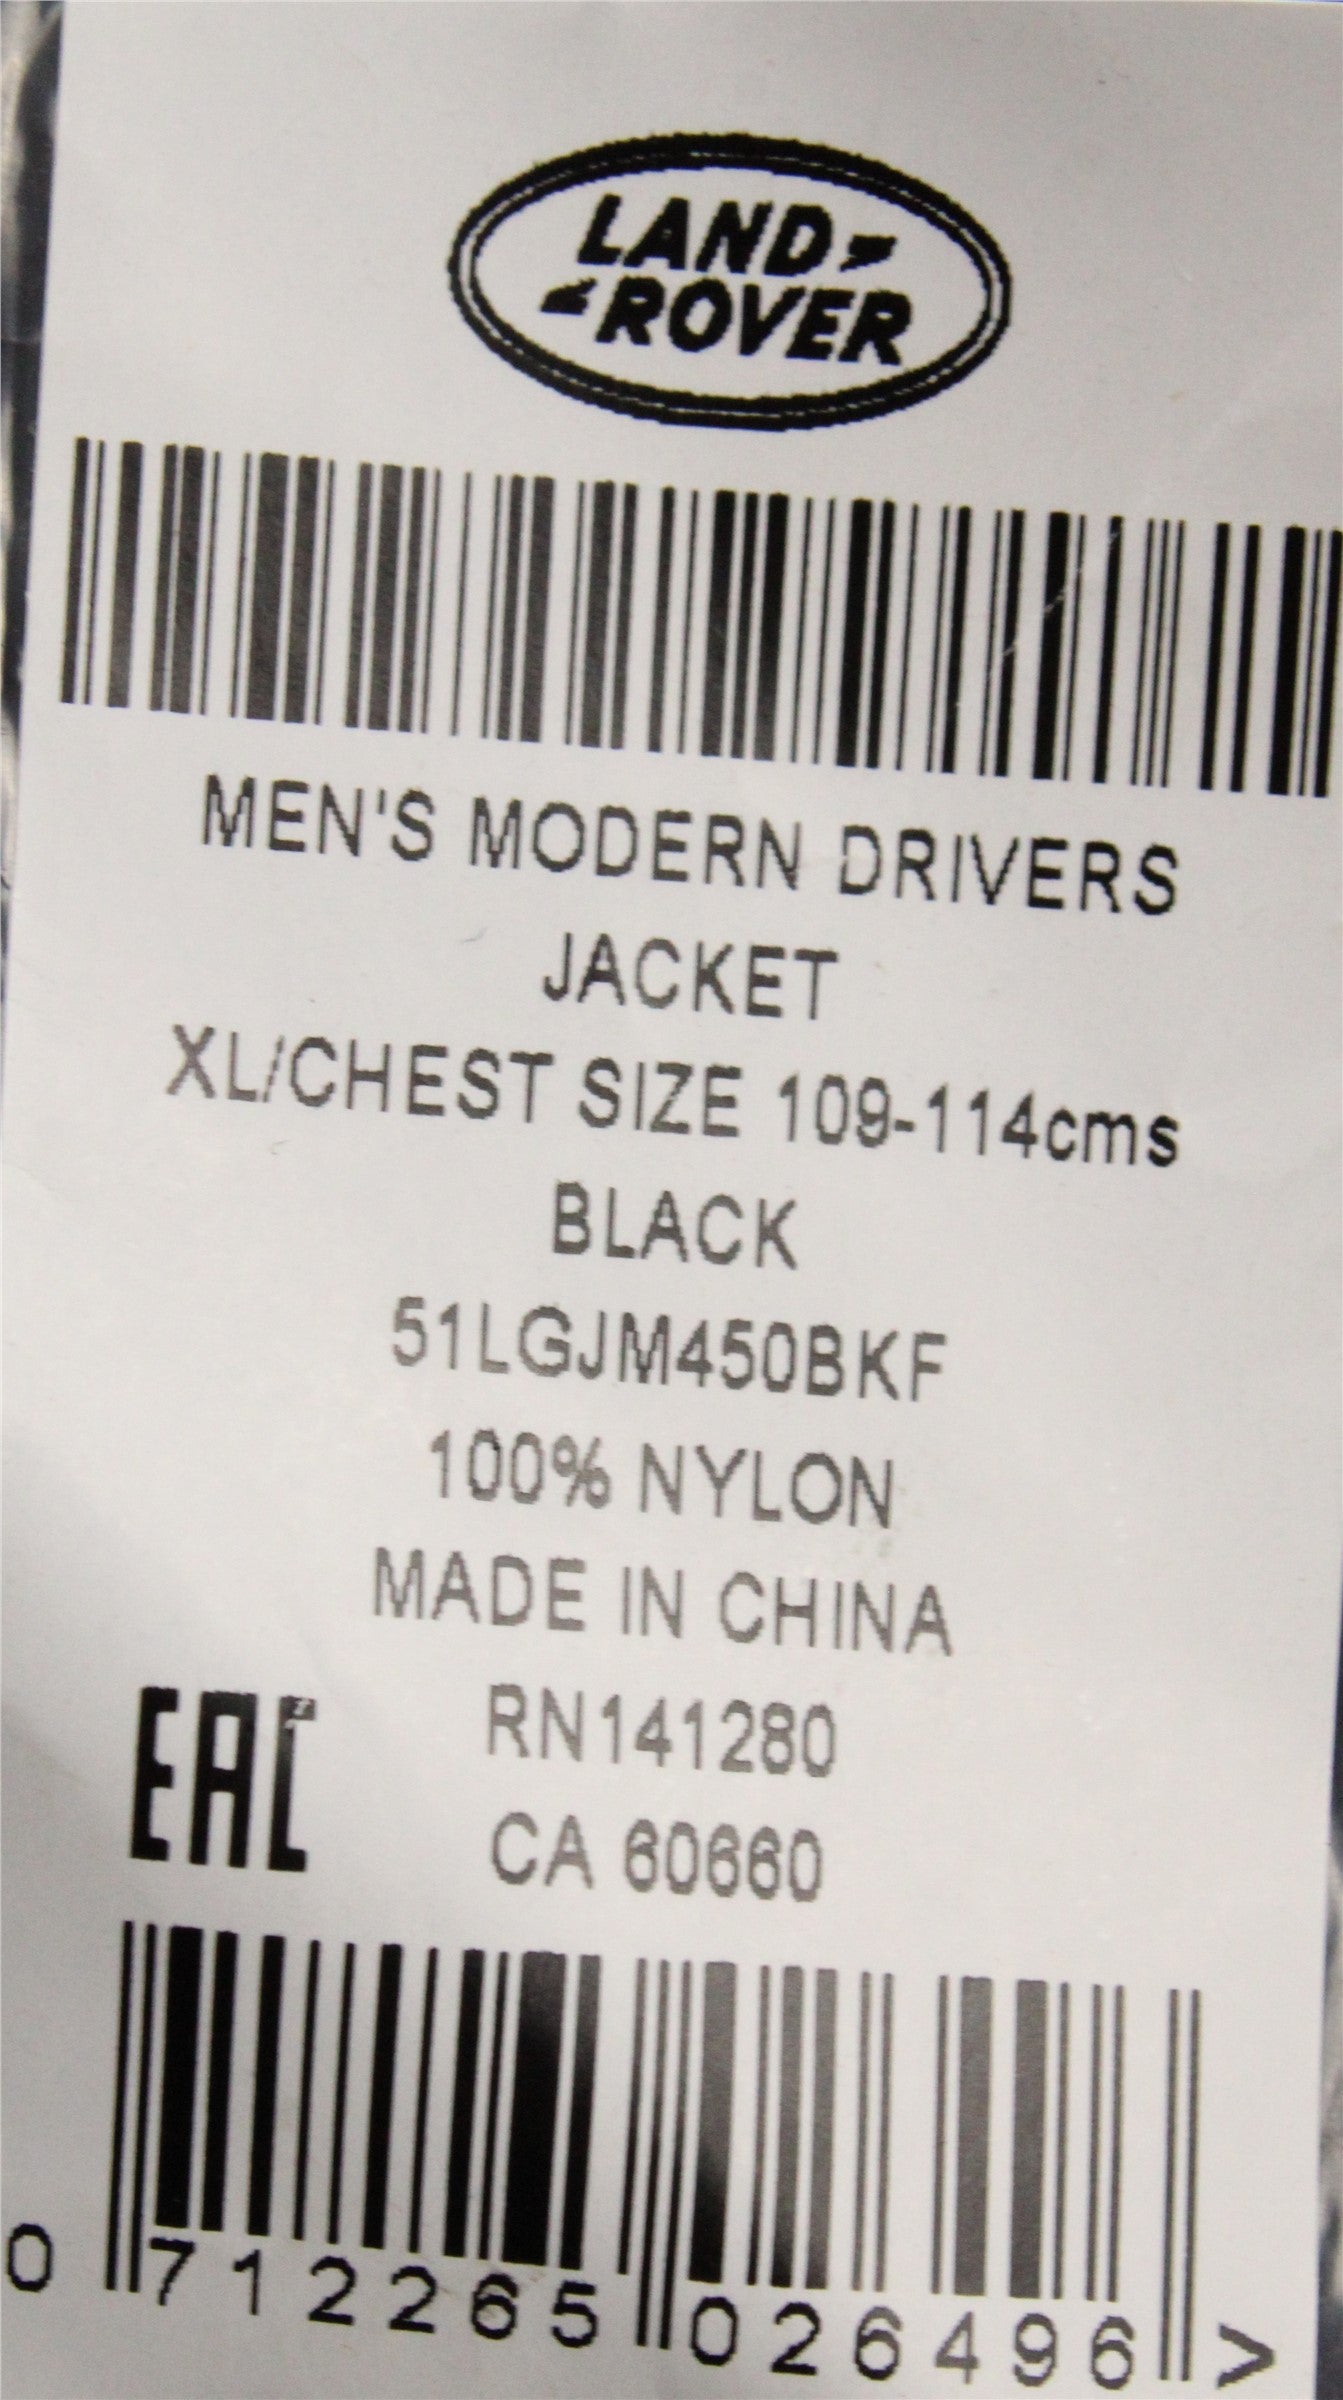 LAND
ROVER
MEN'S MODERN DRIVERS
JACKET
XL/CHEST SIZE 109-114cms
BLACK
51LGJM450BKF
100% NYLON
MADE IN CHINA
RN141280
EAC
CA 60660
0 712265 026496 >